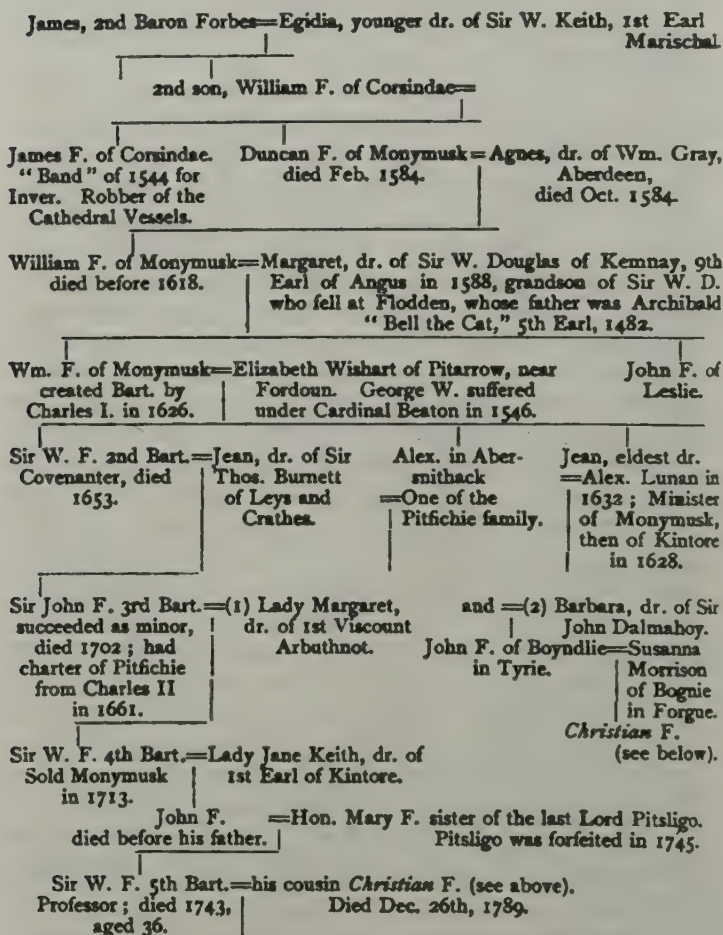 James, 2nd Baron Forbes=Egidia, younger dr. of Sir W. Keith, 1st Earl
Marischal.
2nd son, William F. of Corsindae=
James F. of Corsindae. Duncan F. of Monymusk=Agnes, dr. of Wm. Gray,
"Band" of 1544 for died Feb. 1584. Aberdeen,
Inver. Robber of the died Oct. 1584.
Cathedral Vessels.
William F. of Monymusk=Margaret, dr. of Sir W. Douglas of Kemnay, 9th
died before 1618. Earl of Angus in 1588, grandson of Sir W. D.
who fell at Flodden, whose father was Archibald
"Bell the Cat," 5th Earl, 1482.
Wm. F. of Monymusk=Elizabeth Wishart of Pitarrow, near John F. of
created Bart. by Fordoun. George W. suffered Leslie.
Charles I. in 1626. under Cardinal Beaton in 1546.
Sir W. F. 2nd Bart.=Jean, dr. of Sir Alex. in Aber- Jean, eldest dr.
Covenanter, died Thos. Burnett smithack =Alex. Lunan in
1653. of Leys and =One of the 1632 ; Minister
Crathes. Pitfichie family. of Monymusk,
then of Kintore
in 1628.
Sir John F. 3rd Bart.=(1) Lady Margaret, and =(2) Barbara, dr. of Sir
succeeded as minor, dr. of 1st Viscount John Dalmahoy.
died 1702 ; had Arbuthnot. John F. of Boyndlie=Susanna
charter of Pitfichie in Tyrie. Morrison
from Charles II of Bognie
in 1661. in Forgue.
Christian F.
Sir W. F. 4th Bart.=Lady Jane Keith, dr. of (see below).
Sold Monymusk 1st Earl of Kintore.
in 1713.
John F. =Hon. Mary F. sister of the last Lord Pitsligo.
died before his father. Pitsligo was forfeited in 1745.
Sir W. F. 5th Bart.=his cousin Christian F. (see above).
Professor ; died 1743, Died Dec. 26th, 1789.
aged 36.